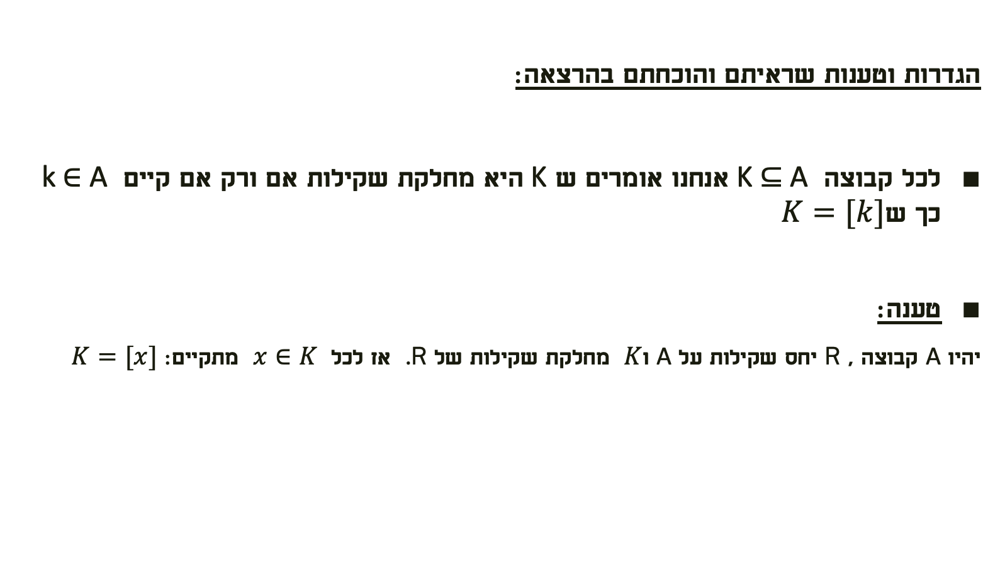 הגדרות וטענות שראיתם והוכחתם בהרצאה:
■ לכל קבוצה K ⊆ A אנחנו אומרים ש K היא מחלקת שקילות אם ורק אם קיים k ∈ A
כך ש K = [k]
■ טענה:
יהיו A קבוצה , R יחס שקילות על A ו K מחלקת שקילות של R. אז לכל x ∈ K מתקיים: K = [x]